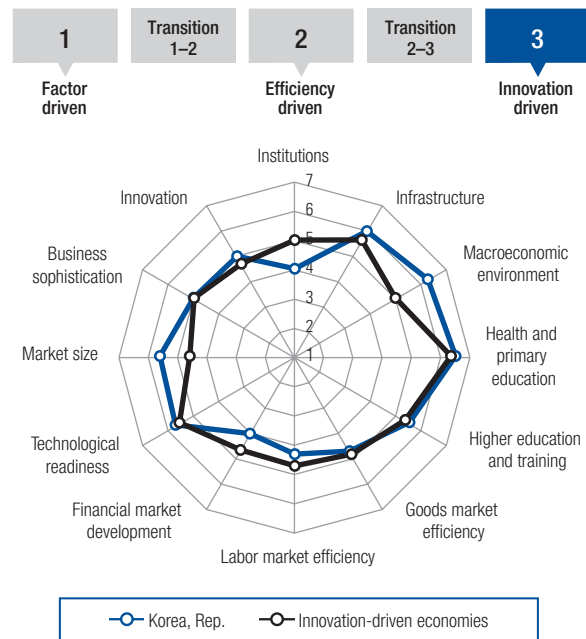 1
Transition
1–2
2
Transition
2–3
3
Factor
driven
Efficiency
driven
Innovation
driven
Institutions
7
6
5
4
3
2
1
Infrastructure
Macroeconomic
environment
Health and
primary
education
Higher education
and training
Goods market
efficiency
Labor market efficiency
Financial market
development
Technological
readiness
Market size
Business
sophistication
Innovation
Korea, Rep.
Innovation-driven economies